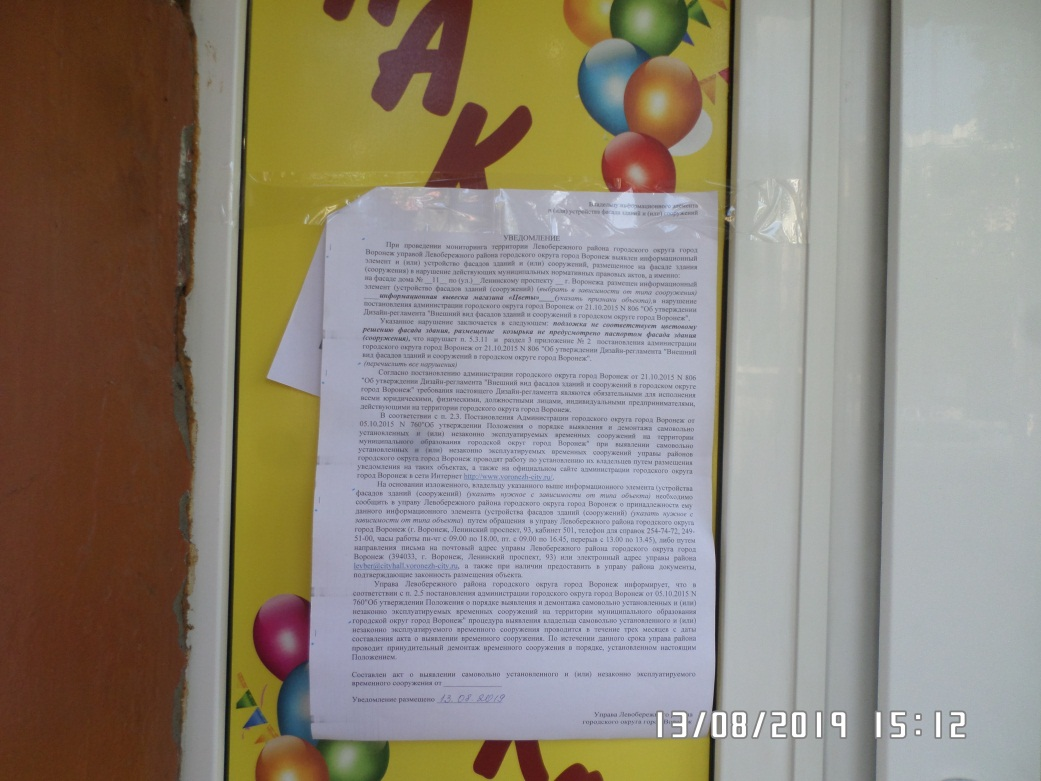 АК
К
Владельцу информационного элемента
и (или) устройства фасада зданий и (или) сооружений
УВЕДОМЛЕНИЕ
При проведении мониторинга территории Левобережного района городского округа город
Воронеж управой Левобережного района городского округа город Воронеж выявлен информационный
элемент и (или) устройство фасадов зданий и (или) сооружений, размещенное на фасаде здания
(сооружения) в нарушение действующих муниципальных нормативных правовых актов, а именно:
на фасаде дома №__11__ по (ул.)__Ленинскому проспекту __ г. Воронежа размещен информационный
элемент (устройство фасадов зданий (сооружений) (выбрать в зависимости от типа сооружения)
____информационная вывеска магазина «Цветы»____(указать признаки объекта),в нарушение
постановления администрации городского округа город Воронеж от 21.10.2015 N 806 "Об утверждении
Дизайн-регламента "Внешний вид фасадов зданий и сооружений в городском округе город Воронеж".
Указанное нарушение заключается в следующем: подложка не соответствует цветовому
решению фасада здания, размещение козырька не предусмотрено паспортом фасада здания
(сооружения), что нарушает п. 5.3.11 и раздел 3 приложение № 2 постановления администрации
городского округа город Воронеж от 21.10.2015 N 806 "Об утверждении Дизайн-регламента "Внешний
вид фасадов зданий и сооружений в городском округе город Воронеж".
(перечислить все нарушения)
Согласно постановлению администрации городского округа город Воронеж от 21.10.2015 N 806
"Об утверждении Дизайн-регламента "Внешний вид фасадов зданий и сооружений в городском округе
город Воронеж" требования настоящего Дизайн-регламента являются обязательными для исполнения
всеми юридическими, физическими, должностными лицами, индивидуальными предпринимателями,
действующими на территории городского округа город Воронеж.
В соответствии с п. 2.3. Постановления Администрации городского округа город Воронеж от
05.10.2015 N 760"Об утверждении Положения о порядке выявления и демонтажа самовольно
установленных и (или) незаконно эксплуатируемых временных сооружений на территории
муниципального образования городской округ город Воронеж" при выявлении самовольно
установленных и (или) незаконно эксплуатируемых временных сооружений управы районов
городского округа город Воронеж проводят работу по установлению их владельцев путем размещения
уведомления на таких объектах, а также на официальном сайте администрации городского округа
город Воронеж в сети Интернет http://www.voronezh-city.ru/.
На основании изложенного, владельцу указанного выше информационного элемента (устройства
фасадов зданий (сооружений) (указать нужное с зависимости от типа объекта) необходимо
сообщить в управу Левобережного района городского округа город Воронеж о принадлежности ему
данного информационного элемента (устройства фасадов зданий (сооружений) (указать нужное с
зависимости от типа объекта) путем обращения в управу Левобережного района городского округа
город Воронеж (г. Воронеж, Ленинский проспект, 93, кабинет 501, телефон для справок 254-74-72, 249-
51-00, часы работы пн-чт с 09.00 по 18.00, пт. с 09.00 по 16.45, перерыв с 13.00 по 13.45), либо путем
направления письма на почтовый адрес управы Левобережного района городского округа город
Воронеж (394033, г. Воронеж, Ленинский проспект, 93) или электронный адрес управы района
levber@cityhall.voronezh-city.ru, а также при наличии предоставить в управу района документы,
подтверждающие законность размещения объекта.
Управа Левобережного района городского округа город Воронеж информирует, что в
соответствии с п. 2.5 постановления администрации городского округа город Воронеж от 05.10.2015 N
760"Об утверждении Положения о порядке выявления и демонтажа самовольно установленных и (или)
незаконно эксплуатируемых временных сооружений на территории муниципального образования
городской округ город Воронеж" процедура выявления владельца самовольно установленного и (или)
незаконно эксплуатируемого временного сооружения проводится в течение трех месяцев с даты
составления акта о выявлении временного сооружения. По истечении данного срока управа района
проводит принудительный демонтаж временного сооружения в порядке, установленном настоящим
Положением.
Составлен акт о выявлении самовольно установленного и (или) незаконно эксплуатируемого
временного сооружения от ______________
Уведомление размещено 13.08.2019
Управа Левобережного района
городского округа город Воронеж
13/08/2019 15:12